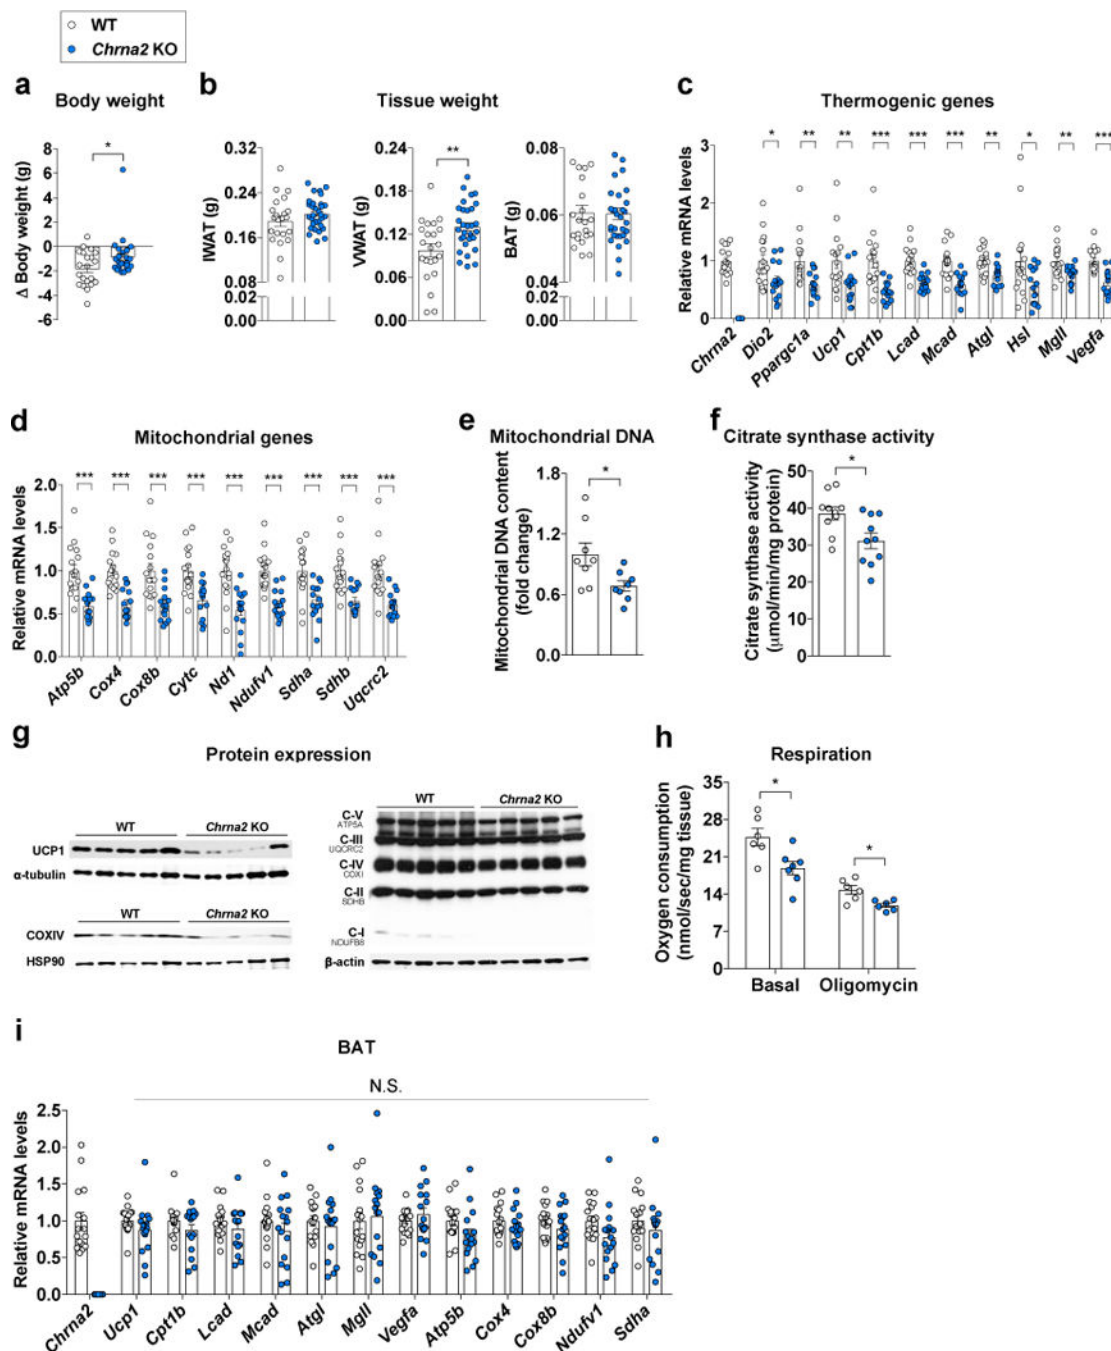 WT
Chrna2 KO
a Body weight
b Tissue weight
c Thermogenic genes
*
Δ Body weight (g)
8
6
4
2
0
-2
-4
-6
IWAT (g)
0.32
0.24
0.16
0.08
0.02
0.00
**
VWAT (g)
0.24
0.18
0.12
0.06
0.02
0.00
BAT (g)
0.08
0.06
0.04
0.02
0.00
* ** ** *** *** *** ** * ** ***
Relative mRNA levels
3
2
1
0
Chrna2 Dio2 Ppargc1a Ucp1 Cpt1b Lcad Mcad Atgl Hsl Mgll Vegfa
d Mitochondrial genes
*** *** *** *** *** *** *** *** ***
Relative mRNA levels
2.0
1.5
1.0
0.5
0.0
Atp5b Cox4 Cox8b Cytc Nd1 Ndufv1 Sdha Sdhb Uqcrc2
e Mitochondrial DNA
*
Mitochondrial DNA content
(fold change)
1.8
1.2
0.6
0.0
f Citrate synthase activity
*
Citrate synthase activity
(μmol/min/mg protein)
50
40
30
20
10
0
g Protein expression
WT Chrna2 KO
UCP1
α-tubulin
WT Chrna2 KO
COXIV
HSP90
WT Chrna2 KO
C-V
ATP5A
C-III
UQCRC2
C-IV
COXI
C-II
SDHB
C-I
NDUFB8
β-actin
h Respiration
* *
Oxygen consumption
(nmol/sec/mg tissue)
35
28
21
14
7
0
Basal Oligomycin
i BAT
N.S.
Relative mRNA levels
2.5
2.0
1.5
1.0
0.5
0.0
Chrna2 Ucp1 Cpt1b Lcad Mcad Atgl Mgll Vegfa Atp5b Cox4 Cox8b Ndufv1 Sdha